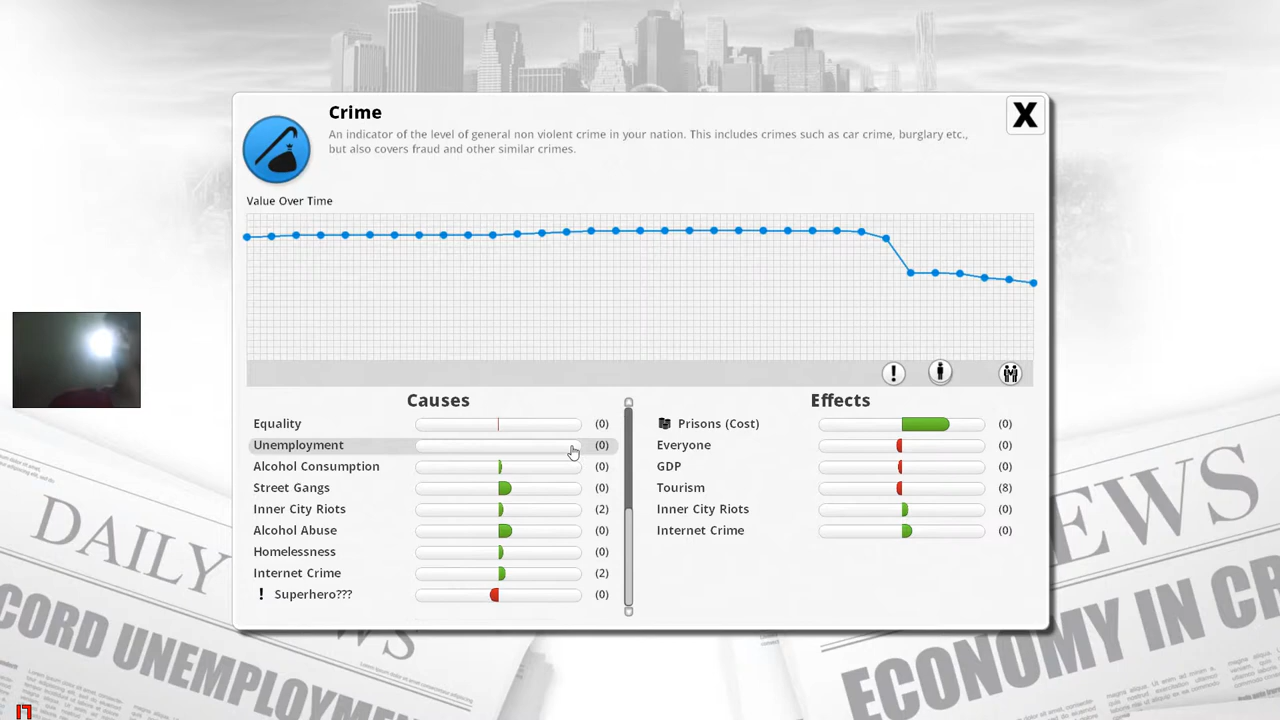 Crime
X
An indicator of the level of general non violent crime in your nation. This includes crimes such as car crime, burglary etc.,
but also covers fraud and other similar crimes.
Value Over Time
!
Causes
Effects
Equality (0)
Unemployment (0)
Alcohol Consumption (0)
Street Gangs (0)
Inner City Riots (2)
Alcohol Abuse (0)
Homelessness (0)
Internet Crime (2)
! Superhero??? (0)
Prisons (Cost) (0)
Everyone (0)
GDP (0)
Tourism (8)
Inner City Riots (0)
Internet Crime (0)
DAILY
NEWS
CORD UNEMPLOYM
ECONOMY IN CR